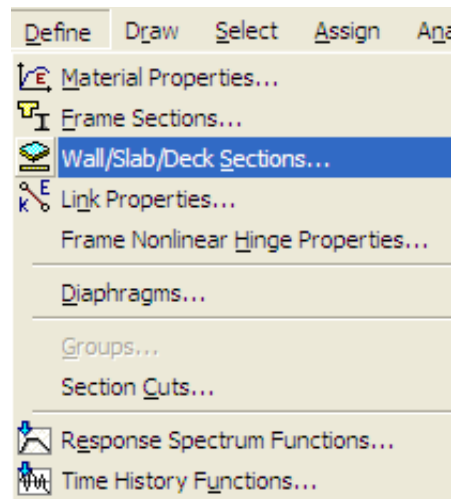 Define Draw Select Assign
Material Properties...
Frame Sections...
Wall/Slab/Deck Sections...
Link Properties...
Frame Nonlinear Hinge Properties...
Diaphragms...
Groups...
Section Cuts...
Response Spectrum Functions...
Time History Functions...